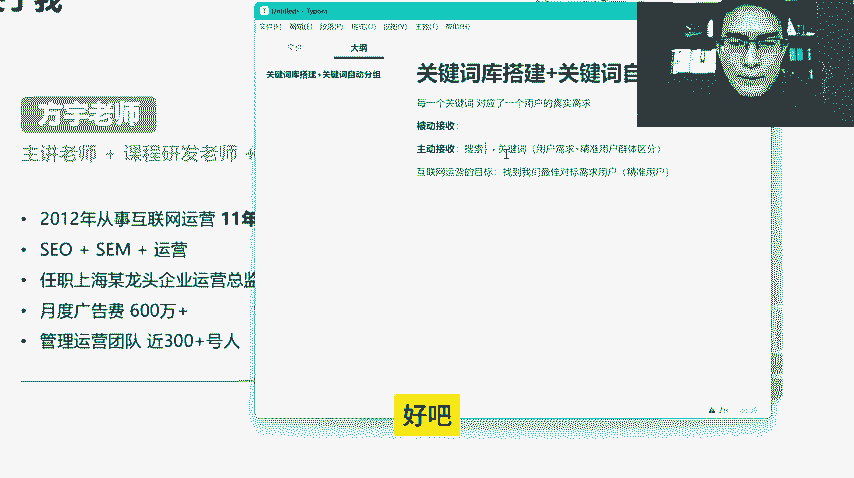 关于我
方宇老师
主讲老师 + 课程研发老师 +
• 2012年从事互联网运营 11年
• SEO + SEM + 运营
• 任职上海某龙头企业运营总监
• 月度广告费 600万+
• 管理运营团队 近300+号人
Untitled - Typora
文件(F) 编辑(E) 段落(P) 格式(O) 视图(V) 主题(T) 帮助(H)
大纲
关键词库搭建+关键词自动分组
关键词库搭建+关键词自
每一个关键词 对应了一个用户的真实需求
被动接收:
主动接收: 搜索 - 关键词（用户需求-精准用户群体区分）
互联网运营的目标: 找到我们最佳对标需求用户（精准用户）
好吧